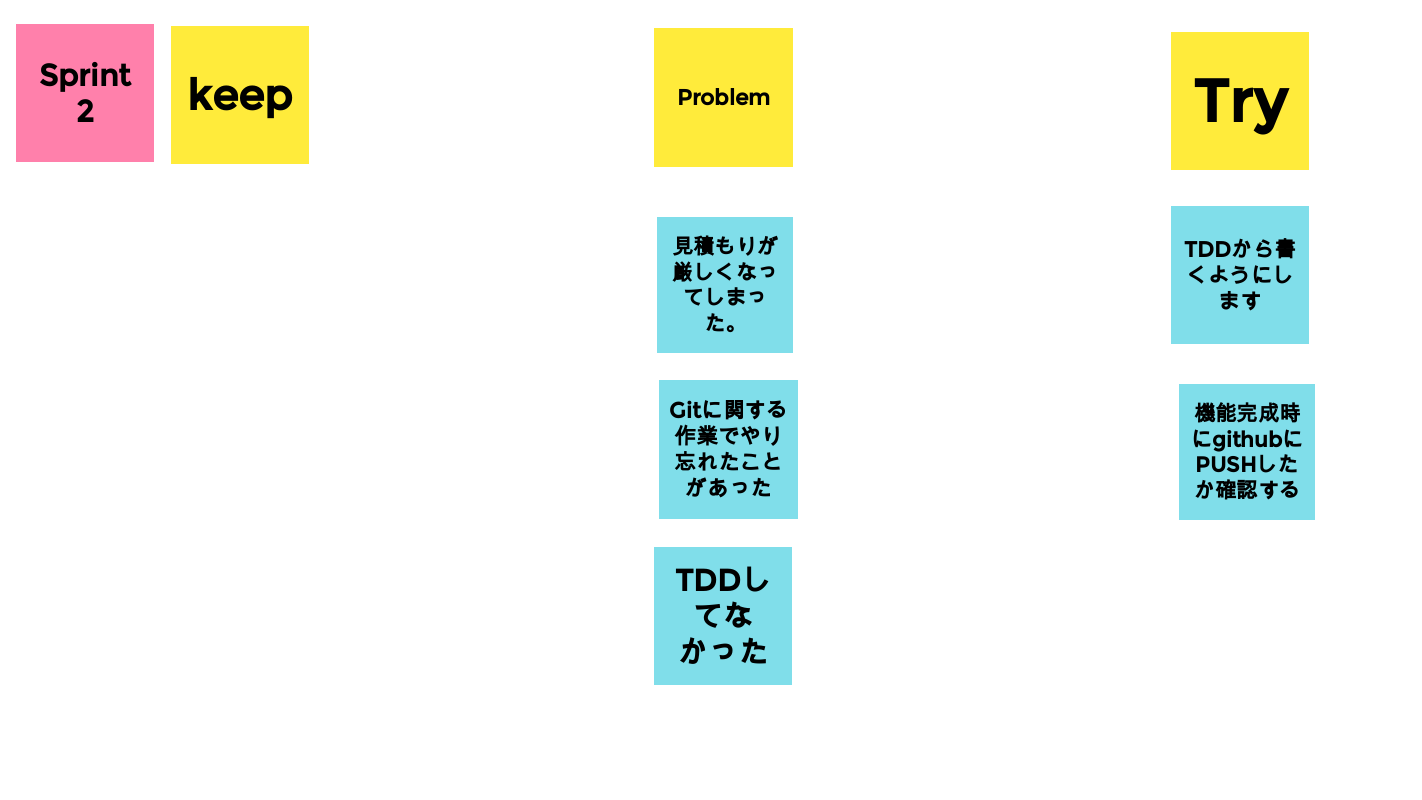 Sprint
2
keep
Problem
Try
見積もりが
厳しくなっ
てしまっ
た。
Gitに関する
作業でやり
忘れたこと
があった
TDDし
てな
かった
TDDから書
くようにし
ます
機能完成時
にgithubに
PUSHした
か確認する